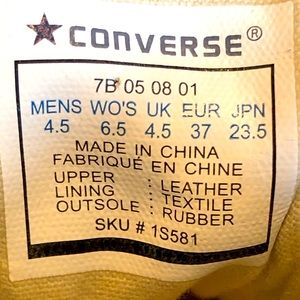 CONVERSE®
7B 05 08 01
MENS WO'S UK EUR JPN
4.5 6.5 4.5 37 23.5
MADE IN CHINA
FABRIQUÉ EN CHINE
UPPER : LEATHER
LINING : TEXTILE
OUTSOLE : RUBBER
SKU # 1S581